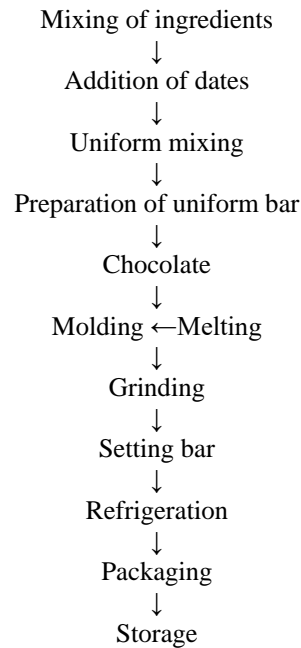 Mixing of ingredients
↓
Addition of dates
↓
Uniform mixing
↓
Preparation of uniform bar
↓
Chocolate
↓
Molding ←Melting
↓
Grinding
↓
Setting bar
↓
Refrigeration
↓
Packaging
↓
Storage